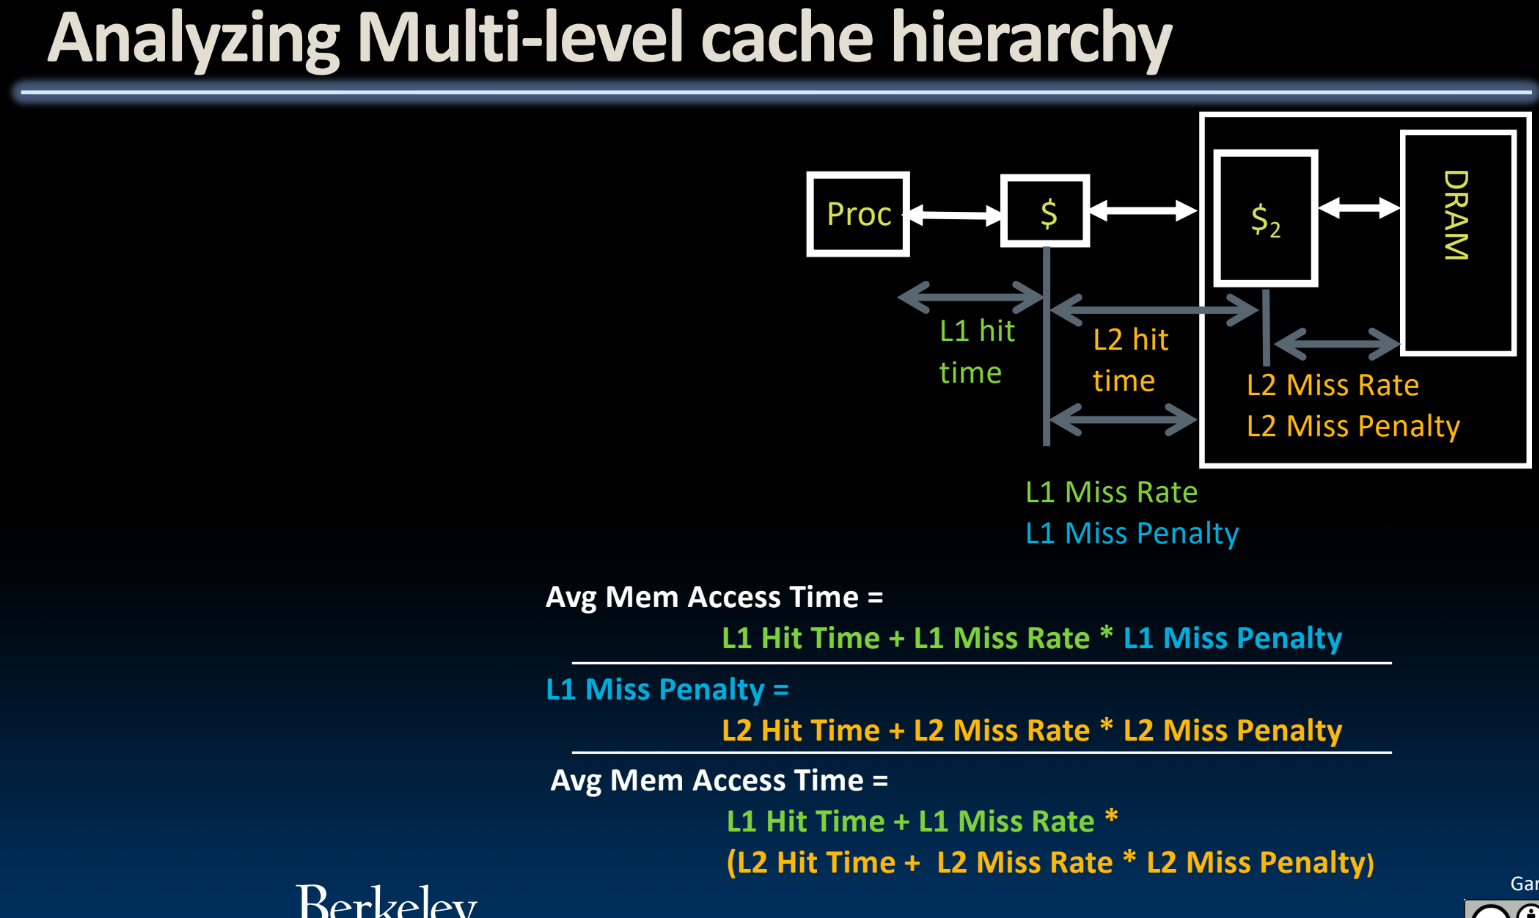 Analyzing Multi-level cache hierarchy
Proc
$
$₂
DRAM
L1 hit
time
L2 hit
time
L2 Miss Rate
L2 Miss Penalty
L1 Miss Rate
L1 Miss Penalty
Avg Mem Access Time =
L1 Hit Time + L1 Miss Rate * L1 Miss Penalty
L1 Miss Penalty =
L2 Hit Time + L2 Miss Rate * L2 Miss Penalty
Avg Mem Access Time =
L1 Hit Time + L1 Miss Rate *
(L2 Hit Time + L2 Miss Rate * L2 Miss Penalty)
Berkeley